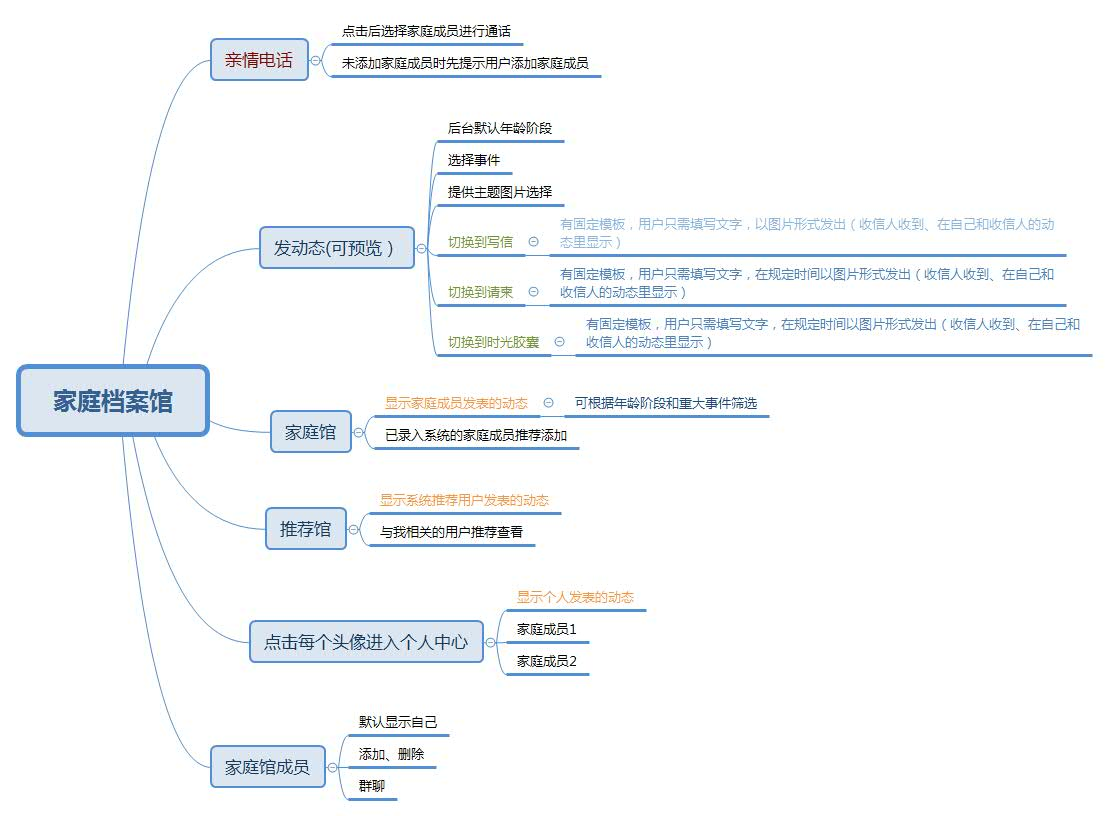 亲情电话
点击后选择家庭成员进行通话
未添加家庭成员时先提示用户添加家庭成员
发动态(可预览）
后台默认年龄阶段
选择事件
提供主题图片选择
切换到写信
有固定模板，用户只需填写文字，以图片形式发出（收信人收到、在自己和收信人的动
态里显示）
切换到请柬
有固定模板，用户只需填写文字，在规定时间以图片形式发出（收信人收到、在自己和
收信人的动态里显示）
切换到时光胶囊
有固定模板，用户只需填写文字，在规定时间以图片形式发出（收信人收到、在自己和
收信人的动态里显示）
家庭档案馆
家庭馆
显示家庭成员发表的动态
可根据年龄阶段和重大事件筛选
已录入系统的家庭成员推荐添加
推荐馆
显示系统推荐用户发表的动态
与我相关的用户推荐查看
点击每个头像进入个人中心
显示个人发表的动态
家庭成员1
家庭成员2
家庭馆成员
默认显示自己
添加、删除
群聊